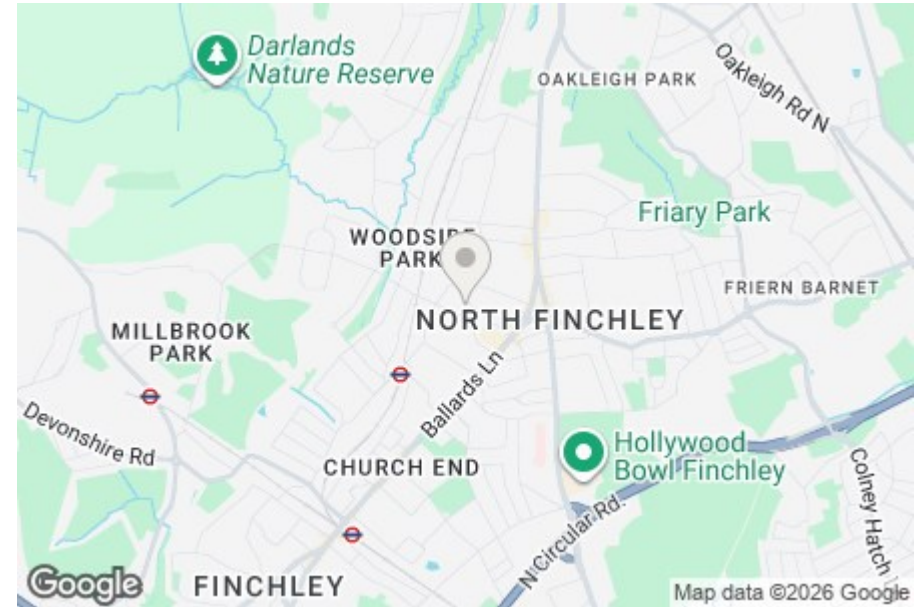 Darlands
Nature Reserve
OAKLEIGH PARK
Oakleigh Rd N
Friary Park
WOODSIDE
PARK
FRIERN BARNET
NORTH FINCHLEY
MILLBROOK
PARK
Ballards Ln
Devonshire Rd
CHURCH END
Hollywood
Bowl Finchley
Colney Hatch
N Circular Rd.
FINCHLEY
Google
Map data ©2026 Google